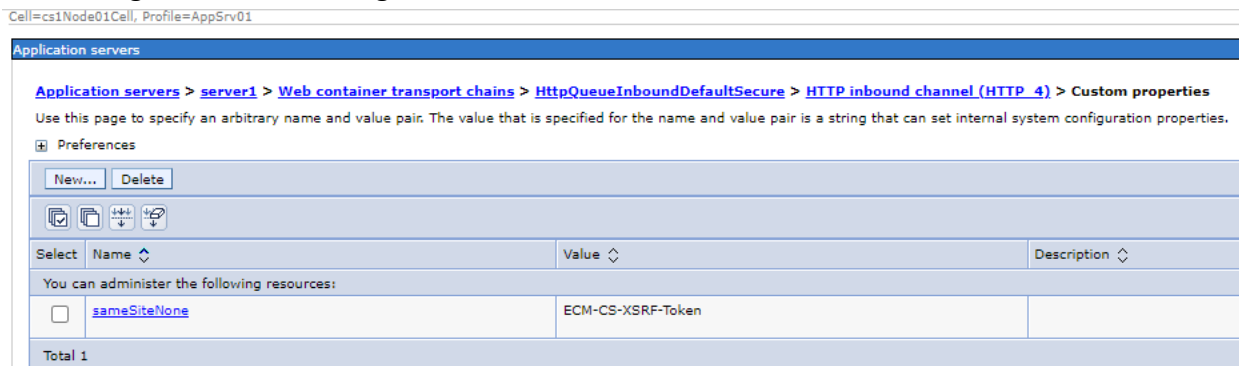 Cell=cs1Node01Cell, Profile=AppSrv01
Application servers
Application servers > server1 > Web container transport chains > HttpQueueInboundDefaultSecure > HTTP inbound channel (HTTP_4) > Custom properties
Use this page to specify an arbitrary name and value pair. The value that is specified for the name and value pair is a string that can set internal system configuration properties.
Preferences
New... Delete
Select Name Value Description
You can administer the following resources:
sameSiteNone ECM-CS-XSRF-Token
Total 1